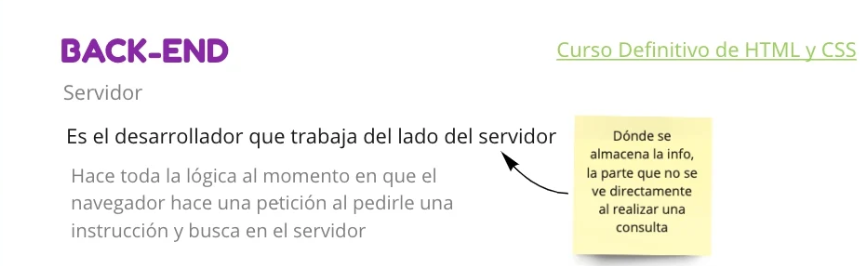 BACK-END
Curso Definitivo de HTML y CSS
Servidor
Es el desarrollador que trabaja del lado del servidor
Hace toda la lógica al momento en que el
navegador hace una petición al pedirle una
instrucción y busca en el servidor
Dónde se
almacena la info,
la parte que no se
ve directamente
al realizar una
consulta